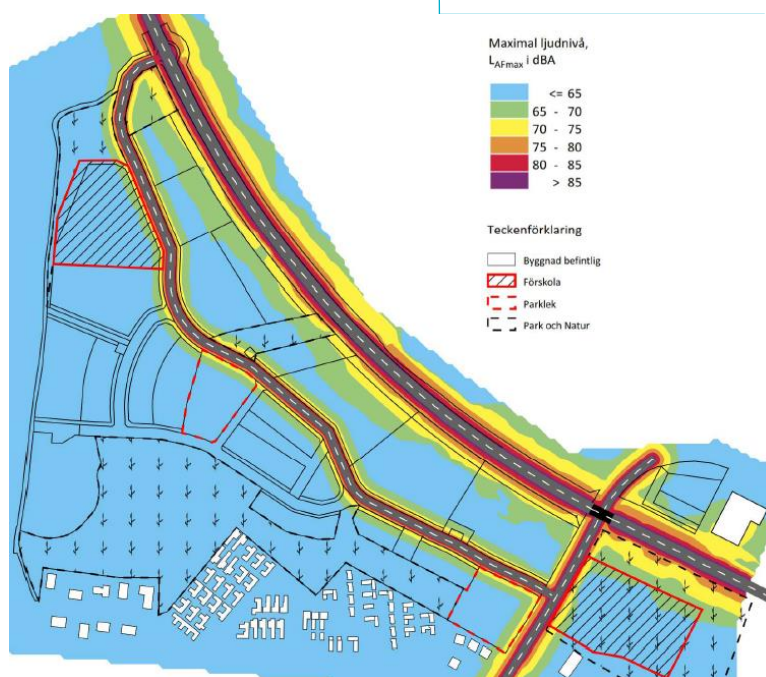 Maximal ljudnivå,
LAFmax i dBA
<= 65
65 - 70
70 - 75
75 - 80
80 - 85
> 85
Teckenförklaring
Byggnad befintlig
Förskola
Parklek
Park och Natur